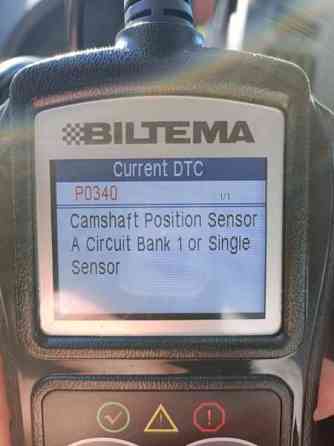 BILTEMA
Current DTC
P0340 1/1
Camshaft Position Sensor
A Circuit Bank 1 or Single
Sensor